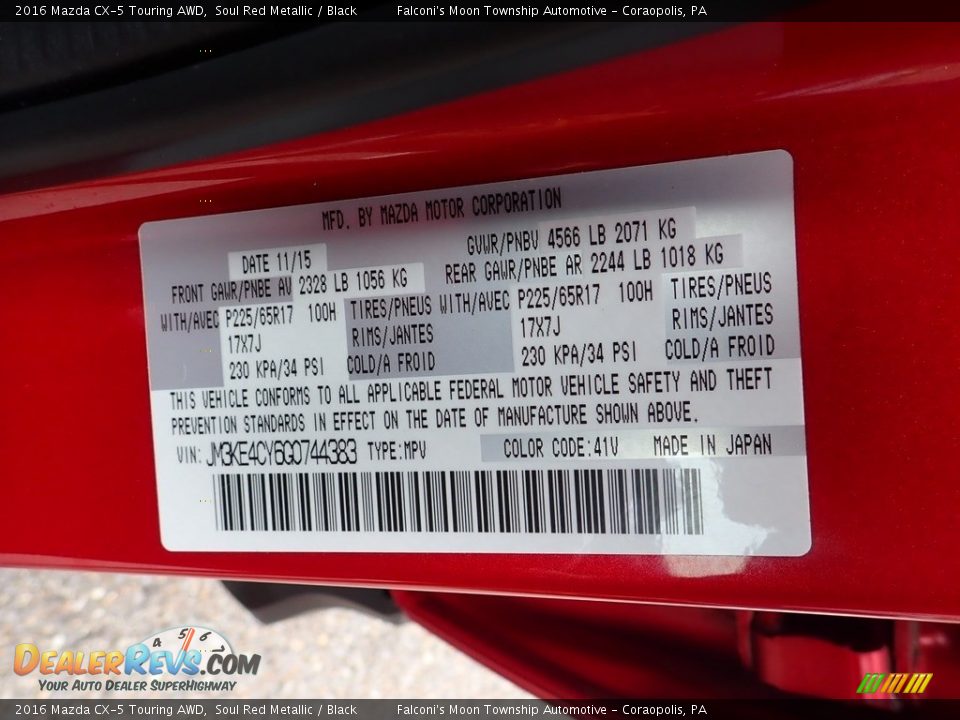 2016 Mazda CX-5 Touring AWD, Soul Red Metallic / Black Falconi's Moon Township Automotive - Coraopolis, PA
MFD. BY MAZDA MOTOR CORPORATION
DATE 11/15 GVWR/PNBV 4566 LB 2071 KG
FRONT GAWR/PNBE AV 2328 LB 1056 KG REAR GAWR/PNBE AR 2244 LB 1018 KG
WITH/AVEC P225/65R17 100H TIRES/PNEUS WITH/AVEC P225/65R17 100H TIRES/PNEUS
17X7J RIMS/JANTES 17X7J RIMS/JANTES
230 KPA/34 PSI COLD/A FROID 230 KPA/34 PSI COLD/A FROID
THIS VEHICLE CONFORMS TO ALL APPLICABLE FEDERAL MOTOR VEHICLE SAFETY AND THEFT
PREVENTION STANDARDS IN EFFECT ON THE DATE OF MANUFACTURE SHOWN ABOVE.
VIN: JM3KE4CY6G0744383 TYPE:MPV COLOR CODE:41V MADE IN JAPAN
4 5 6
DealerRevs.com
Your Auto Dealer SuperHighway
2016 Mazda CX-5 Touring AWD, Soul Red Metallic / Black Falconi's Moon Township Automotive - Coraopolis, PA